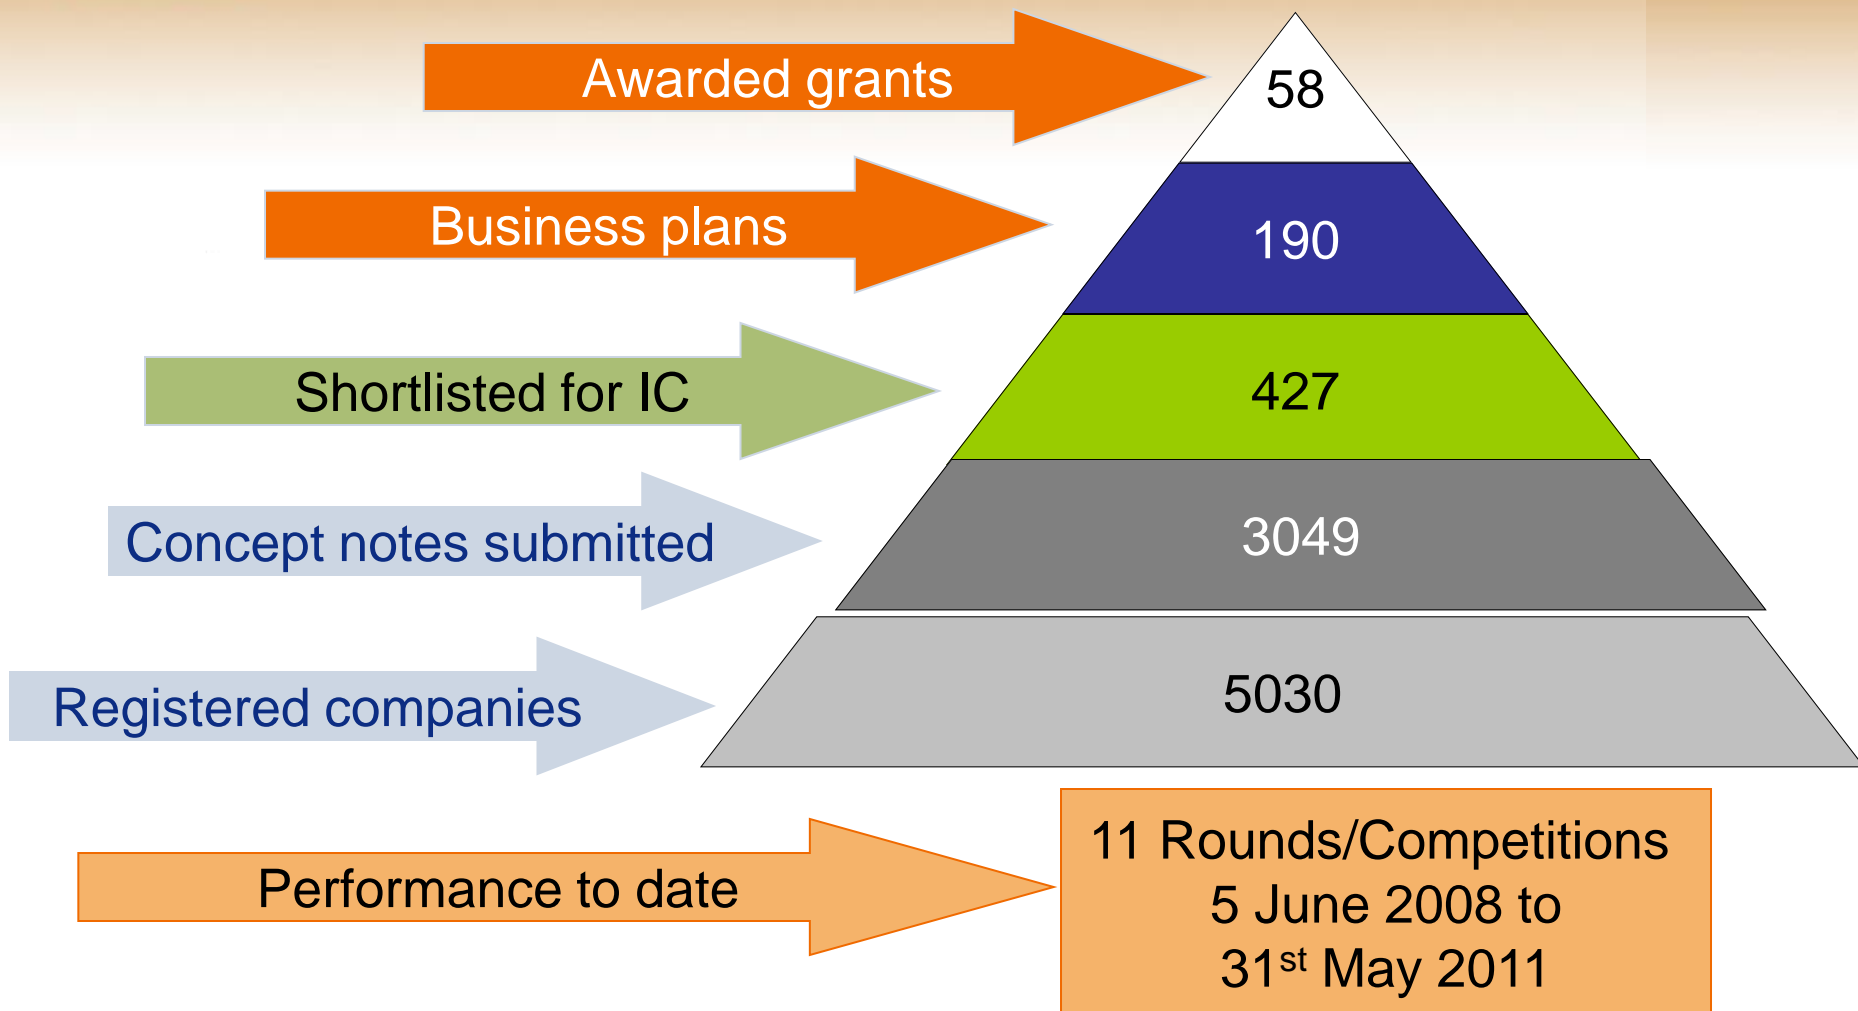 Awarded grants
58
Business plans
190
Shortlisted for IC
427
Concept notes submitted
3049
Registered companies
5030
Performance to date
11 Rounds/Competitions
5 June 2008 to
31st May 2011